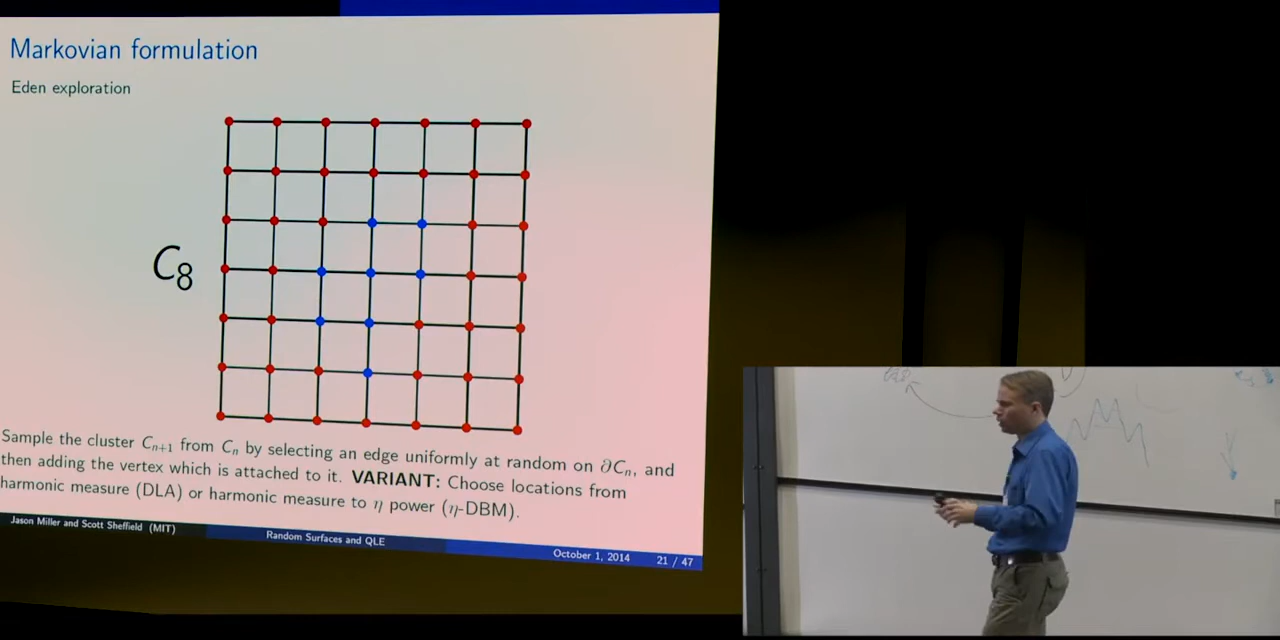 Markovian formulation
Eden exploration
C8
Sample the cluster Cn+1 from Cn by selecting an edge uniformly at random on ∂Cn, and
then adding the vertex which is attached to it. VARIANT: Choose locations from
harmonic measure (DLA) or harmonic measure to η power (η-DBM).
Jason Miller and Scott Sheffield (MIT)
Random Surfaces and QLE
October 1, 2014
21 / 47